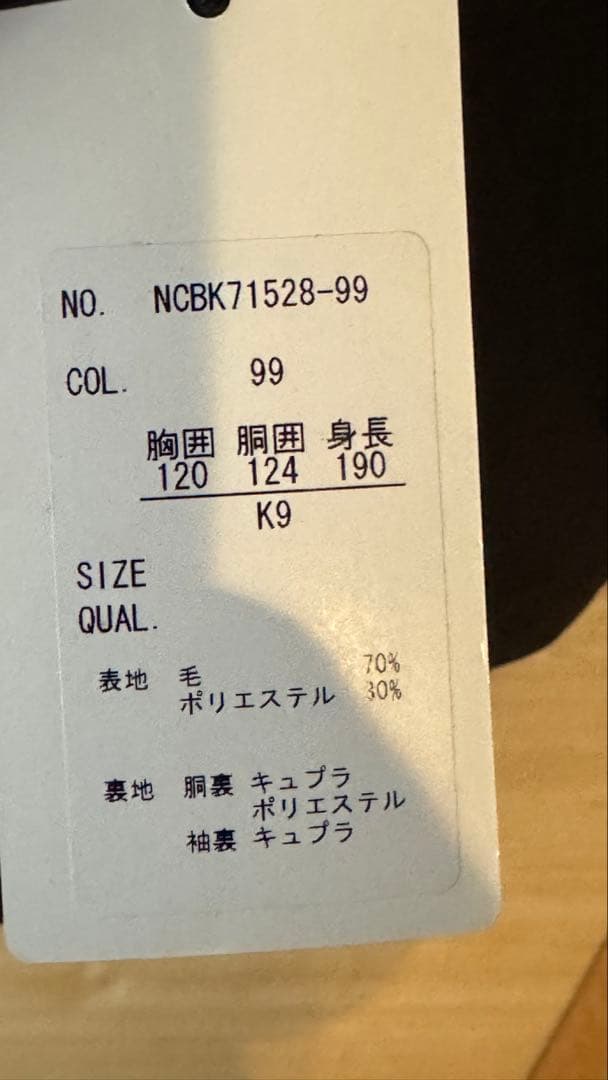 NO. NCBK71528-99
COL. 99
胸囲 胴囲 身長
120 124 190
K9
SIZE
QUAL.
表地 毛 70%
ポリエステル 30%
裏地 胴裏 キュプラ
ポリエステル
袖裏 キュプラ